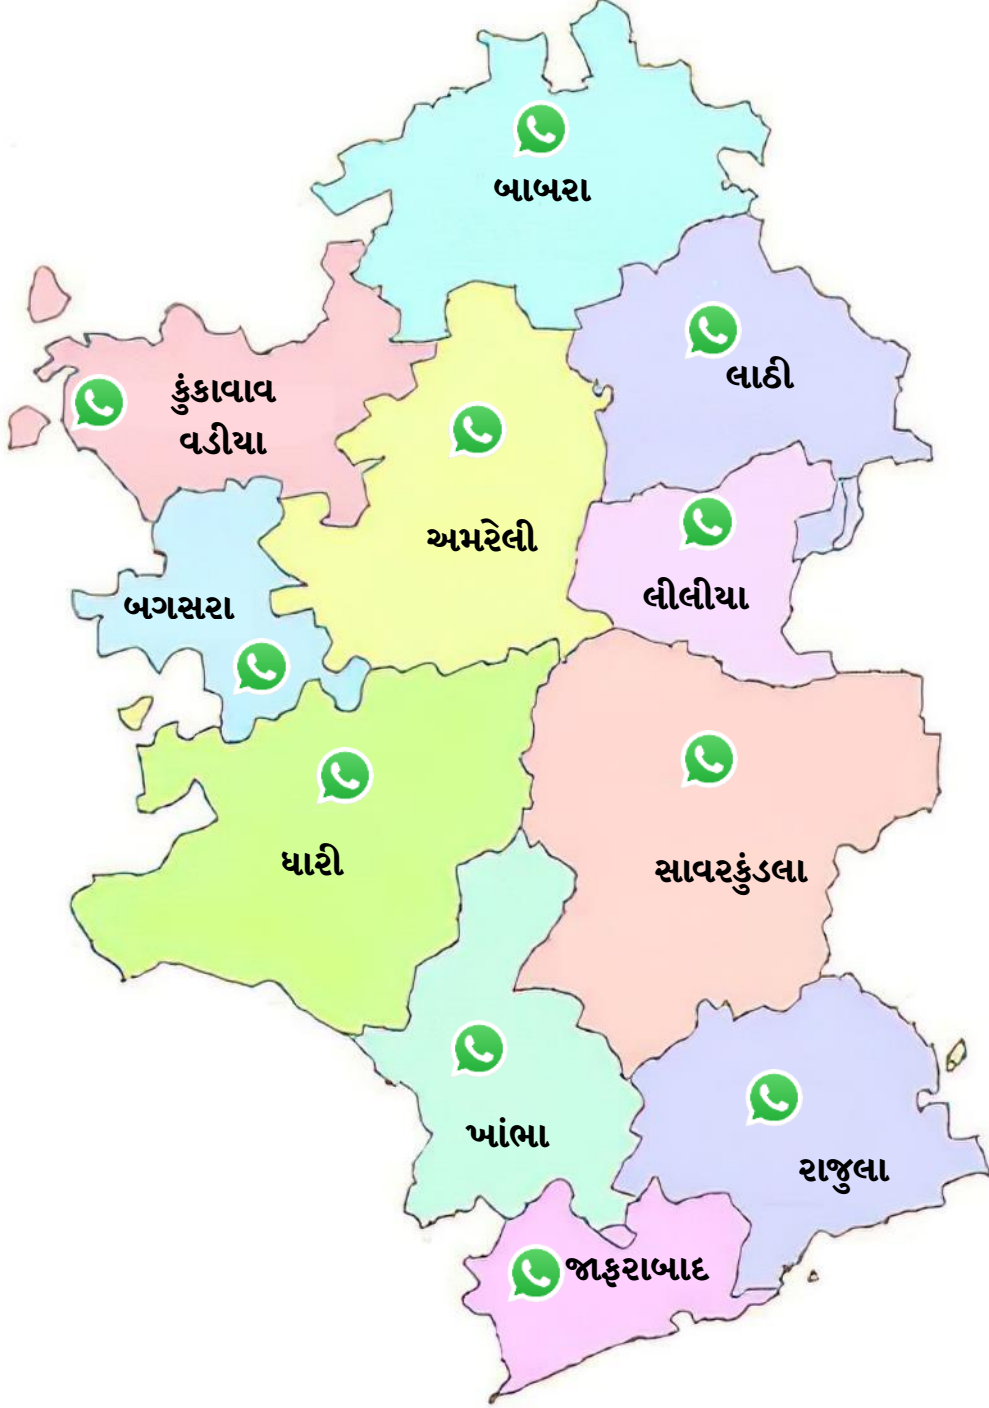 બાબરા
લાઠી
કુંકાવાવ
વડીયા
અમરેલી
લીલીયા
બગસરા
ધારી
સાવરકુંડલા
ખાંભા
રાજુલા
જાફરાબાદ